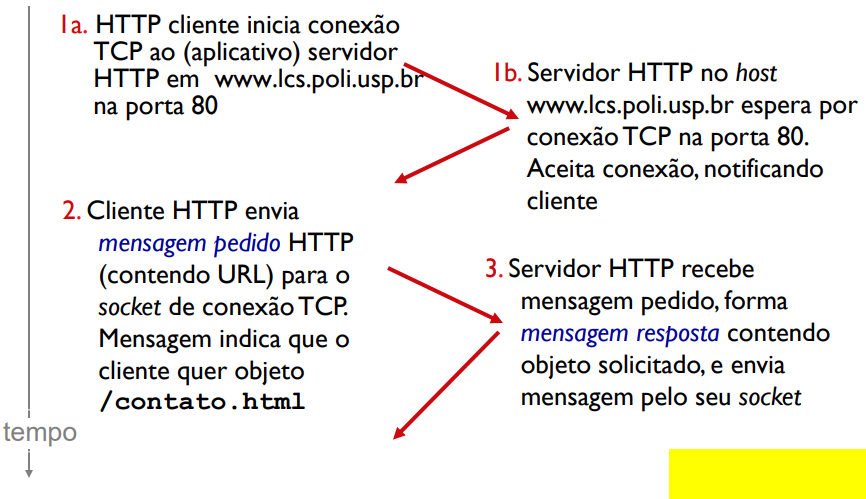 1a. HTTP cliente inicia conexão
TCP ao (aplicativo) servidor
HTTP em www.lcs.poli.usp.br
na porta 80
1b. Servidor HTTP no host
www.lcs.poli.usp.br espera por
conexão TCP na porta 80.
Aceita conexão, notificando
cliente
2. Cliente HTTP envia
mensagem pedido HTTP
(contendo URL) para o
socket de conexão TCP.
Mensagem indica que o
cliente quer objeto
/contato.html
3. Servidor HTTP recebe
mensagem pedido, forma
mensagem resposta contendo
objeto solicitado, e envia
mensagem pelo seu socket
tempo